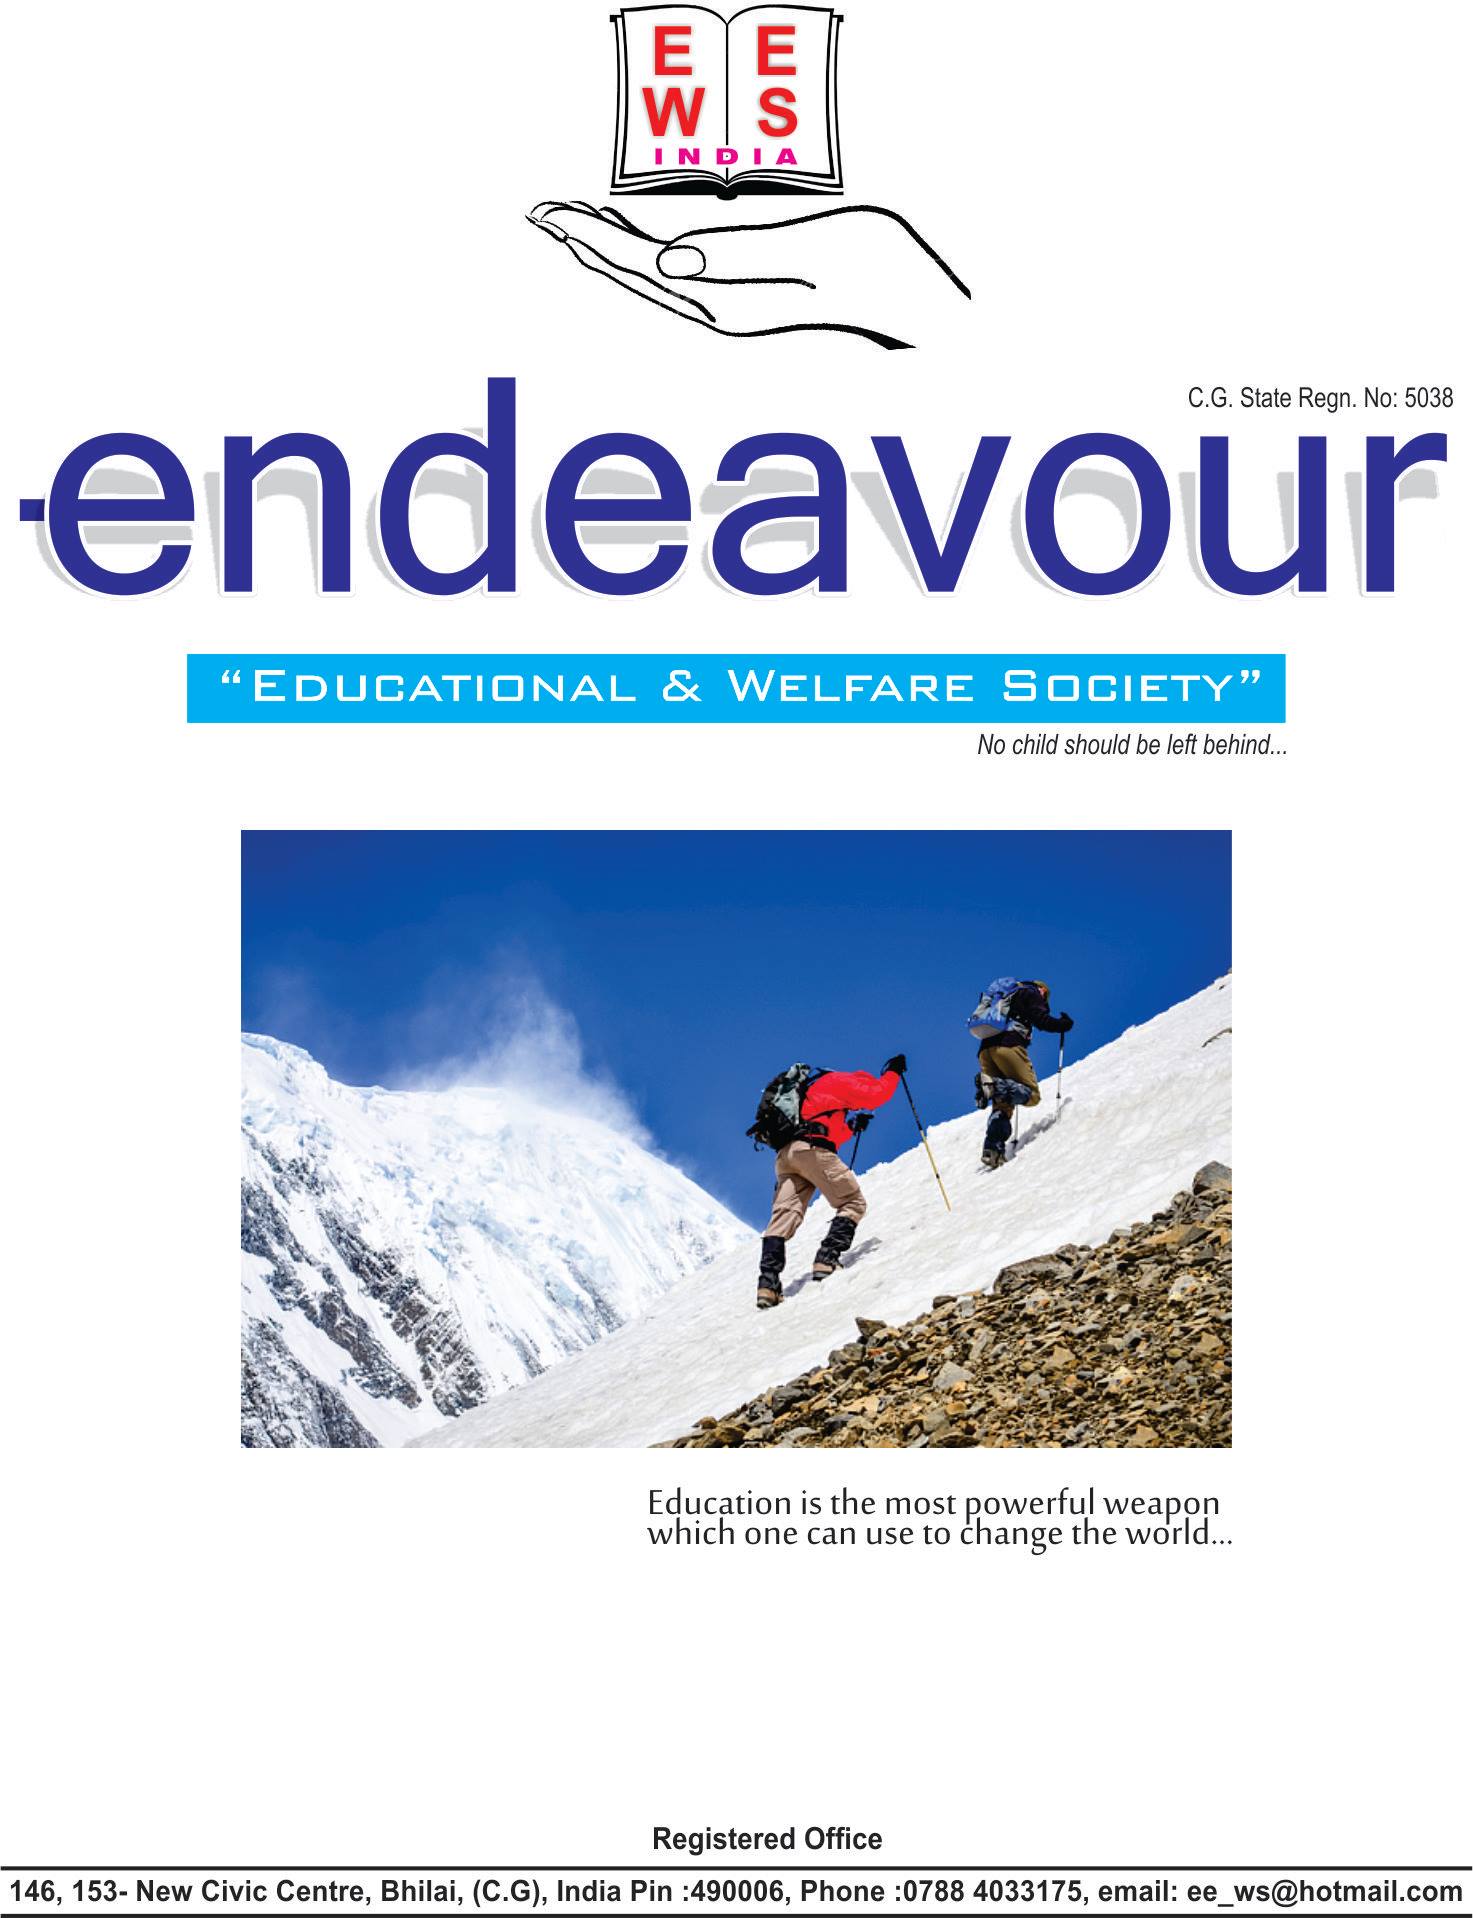 E E
W S
INDIA
C.G. State Regn. No: 5038
endeavour
“EDUCATIONAL & WELFARE SOCIETY”
No child should be left behind...
Education is the most powerful weapon
which one can use to change the world...
Registered Office
146, 153- New Civic Centre, Bhilai, (C.G), India Pin :490006, Phone :0788 4033175, email: ee_ws@hotmail.com